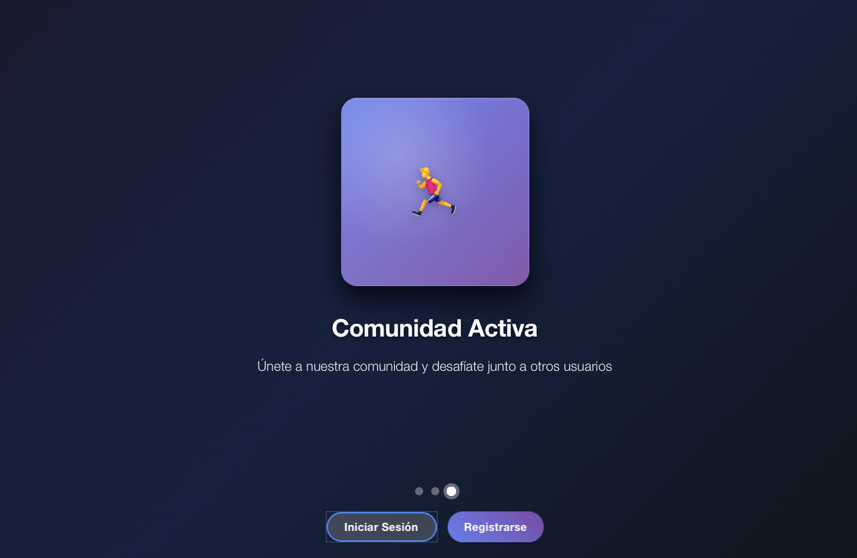 Comunidad Activa
Únete a nuestra comunidad y desafíate junto a otros usuarios
Iniciar Sesión
Registrarse